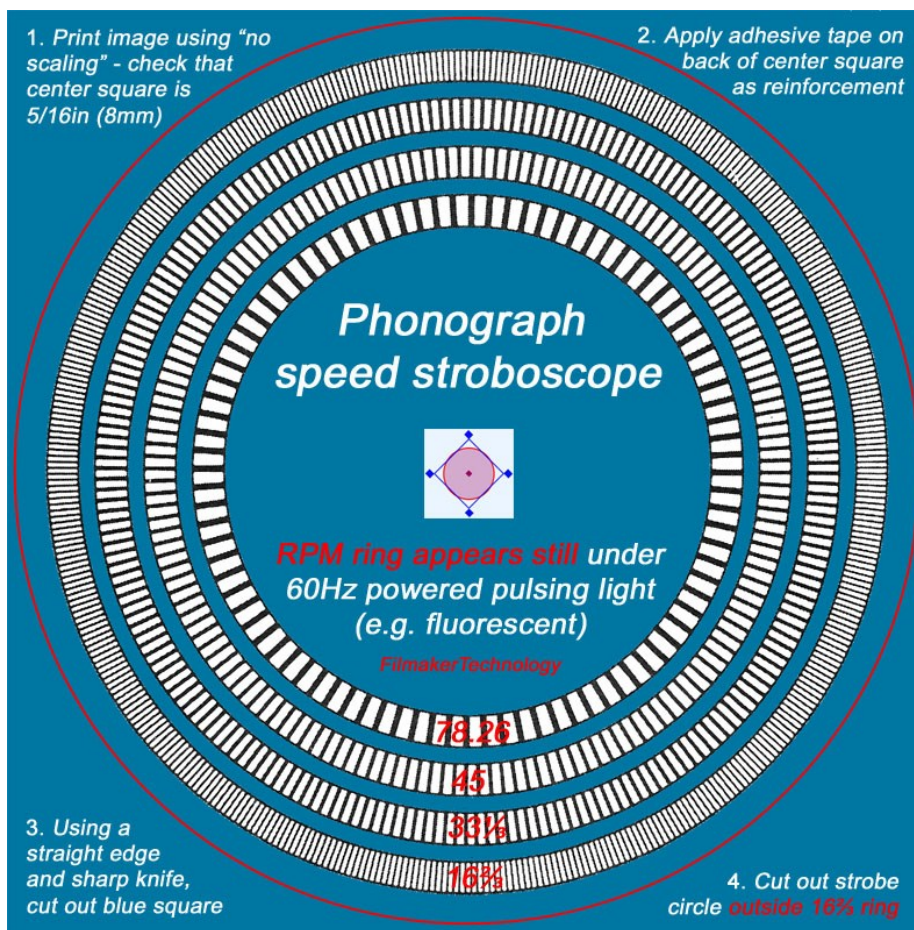 1. Print image using “no
scaling” - check that
center square is
5/16in (8mm)
2. Apply adhesive tape on
back of center square
as reinforcement
Phonograph
speed stroboscope
RPM ring appears still under
60Hz powered pulsing light
(e.g. fluorescent)
FilmakerTechnology
78.26
45
33⅓
16⅔
3. Using a
straight edge
and sharp knife,
cut out blue square
4. Cut out strobe
circle outside 16⅔ ring